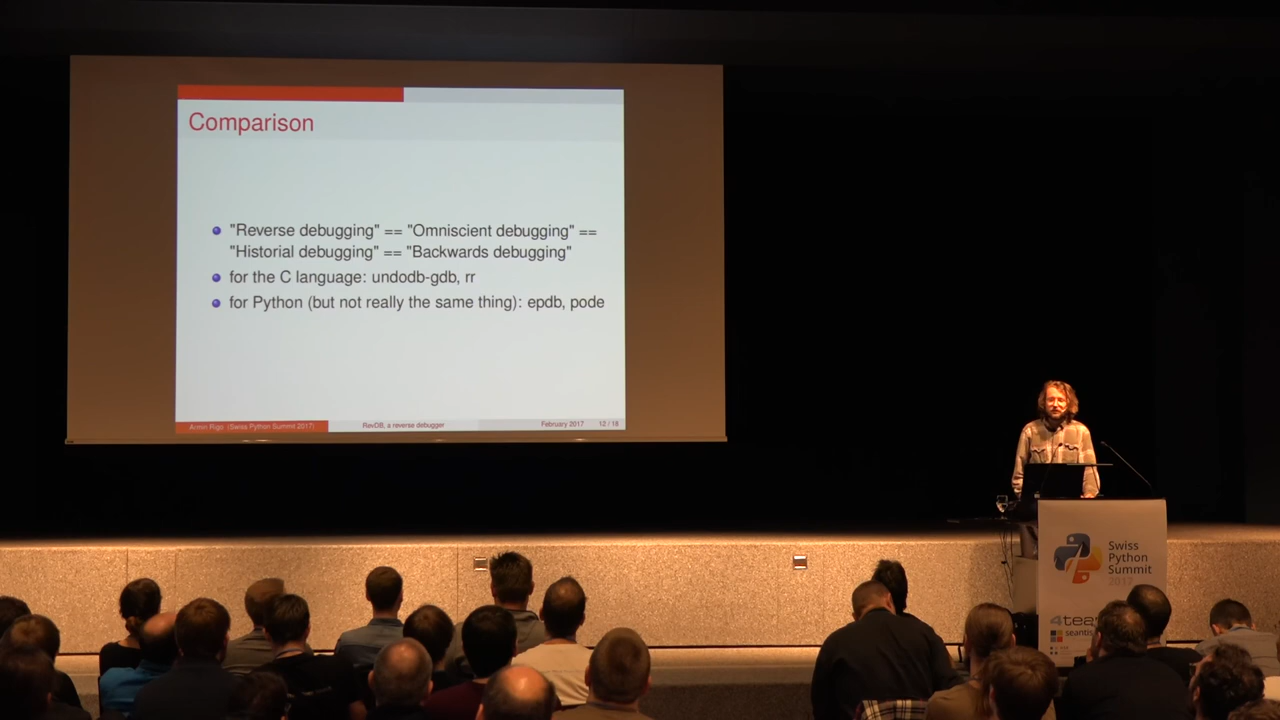 Comparison
"Reverse debugging" == "Omniscient debugging" ==
"Historial debugging" == "Backwards debugging"
for the C language: undodb-gdb, rr
for Python (but not really the same thing): epdb, pode
Armin Rigo (Swiss Python Summit 2017) RevDB, a reverse debugger February 2017 12 / 18
Swiss
Python
Summit
2017
seantis